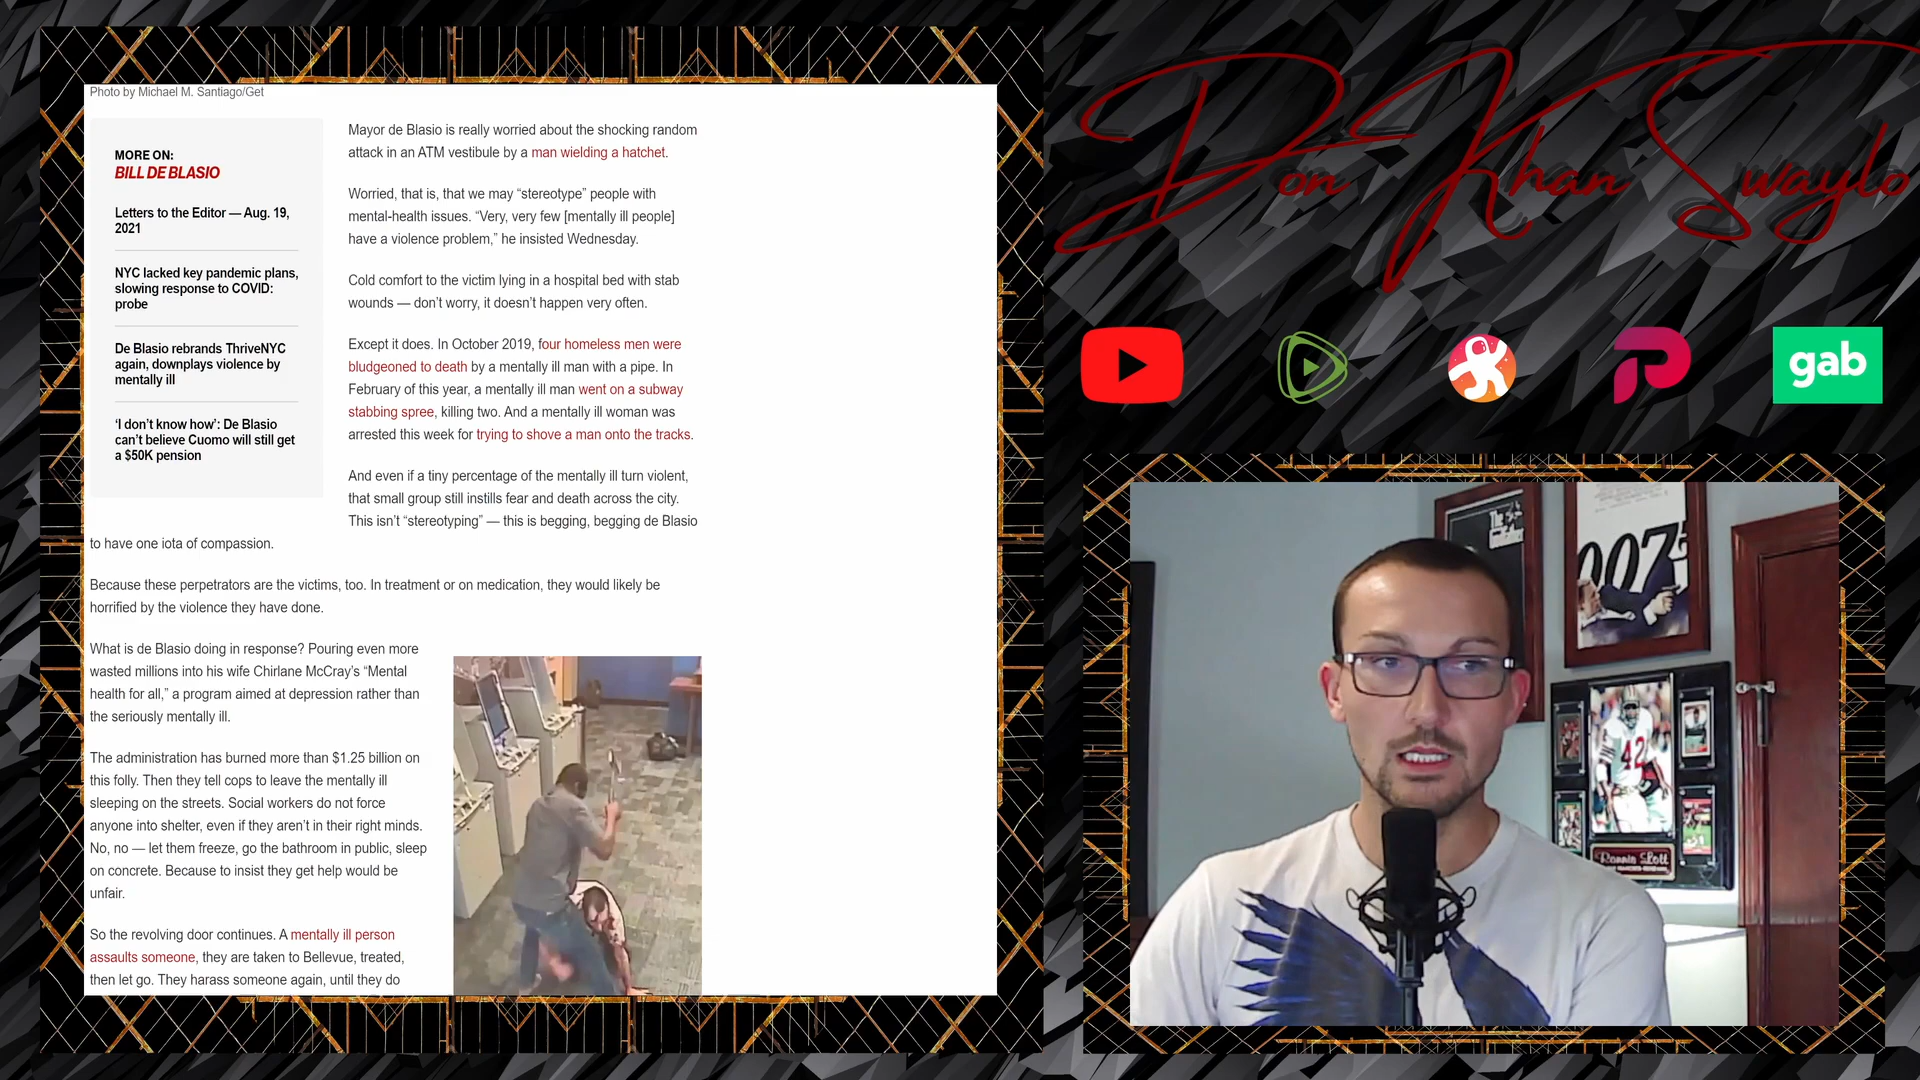 Photo by Michael M. Santiago/Get
MORE ON:
BILL DE BLASIO
Letters to the Editor — Aug. 19,
2021
NYC lacked key pandemic plans,
slowing response to COVID:
probe
De Blasio rebrands ThriveNYC
again, downplays violence by
mentally ill
‘I don’t know how’: De Blasio
can’t believe Cuomo will still get
a $50K pension
Mayor de Blasio is really worried about the shocking random
attack in an ATM vestibule by a man wielding a hatchet.
Worried, that is, that we may “stereotype” people with
mental-health issues. “Very, very few [mentally ill people]
have a violence problem,” he insisted Wednesday.
Cold comfort to the victim lying in a hospital bed with stab
wounds — don’t worry, it doesn’t happen very often.
Except it does. In October 2019, four homeless men were
bludgeoned to death by a mentally ill man with a pipe. In
February of this year, a mentally ill man went on a subway
stabbing spree, killing two. And a mentally ill woman was
arrested this week for trying to shove a man onto the tracks.
And even if a tiny percentage of the mentally ill turn violent,
that small group still instills fear and death across the city.
This isn’t “stereotyping” — this is begging, begging de Blasio
to have one iota of compassion.
Because these perpetrators are the victims, too. In treatment or on medication, they would likely be
horrified by the violence they have done.
What is de Blasio doing in response? Pouring even more
wasted millions into his wife Chirlane McCray’s “Mental
health for all,” a program aimed at depression rather than
the seriously mentally ill.
The administration has burned more than $1.25 billion on
this folly. Then they tell cops to leave the mentally ill
sleeping on the streets. Social workers do not force
anyone into shelter, even if they aren’t in their right minds.
No, no — let them freeze, go the bathroom in public, sleep
on concrete. Because to insist they get help would be
unfair.
So the revolving door continues. A mentally ill person
assaults someone, they are taken to Bellevue, treated,
then let go. They harass someone again, until they do
Don Khan Swaylo
gab
The
Godfather
007
42
Ronnie Lott